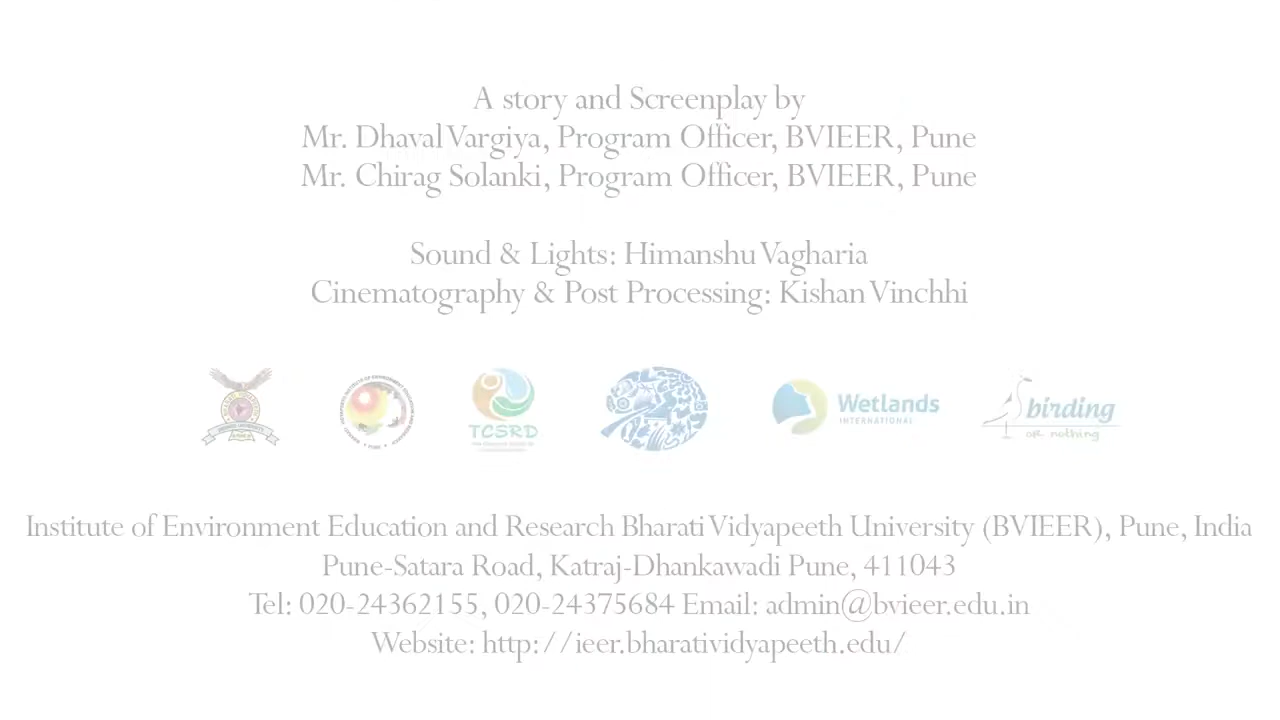 A story and Screenplay by
Mr. Dhaval Vargiya, Program Officer, BVIEER, Pune
Mr. Chirag Solanki, Program Officer, BVIEER, Pune
Sound & Lights: Himanshu Vagharia
Cinematography & Post Processing: Kishan Vinchhi
TCSRD
Wetlands
INTERNATIONAL
birding
or nothing
Institute of Environment Education and Research Bharati Vidyapeeth University (BVIEER), Pune, India
Pune-Satara Road, Katraj-Dhankawadi Pune, 411043
Tel: 020-24362155, 020-24375684 Email: admin@bvieer.edu.in
Website: http://ieer.bharatividyapeeth.edu/